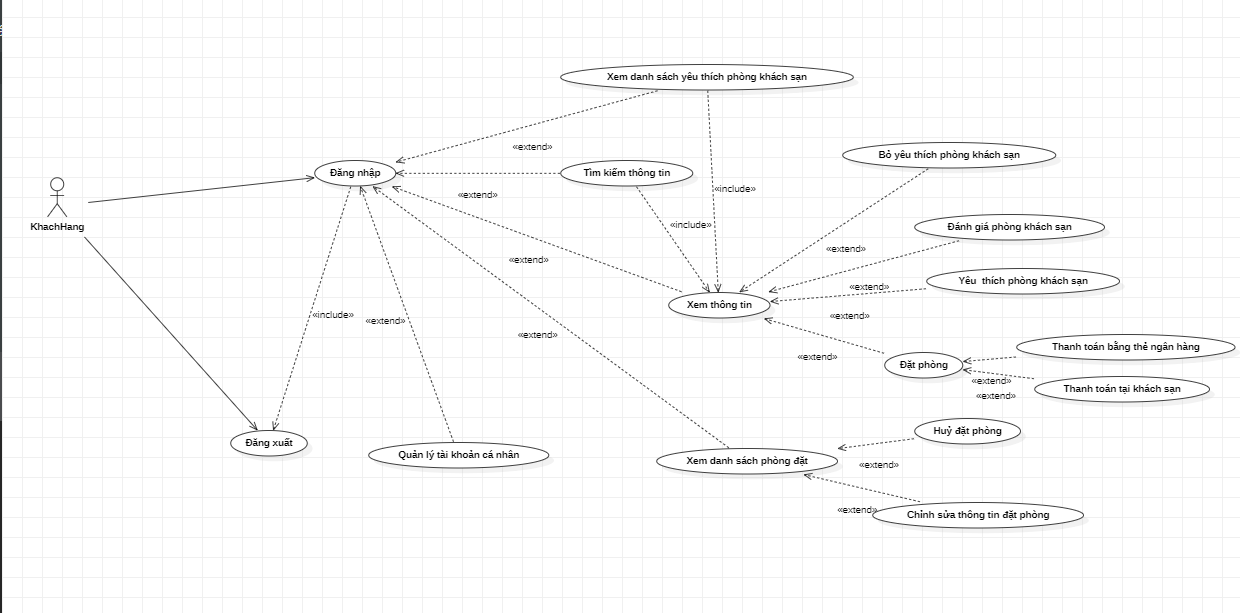 Xem danh sách yêu thích phòng khách sạn
«extend»
Bỏ yêu thích phòng khách sạn
Đăng nhập
Tìm kiếm thông tin
«extend»
«include»
KhachHang
«include»
Đánh giá phòng khách sạn
«extend»
«extend»
Yêu  thích phòng khách sạn
«extend»
Xem thông tin
«include»
«extend»
«extend»
«extend»
Thanh toán bằng thẻ ngân hàng
«extend»
Đặt phòng
«extend»
Thanh toán tại khách sạn
«extend»
Huỷ đặt phòng
Đăng xuất
Quản lý tài khoản cá nhân
Xem danh sách phòng đặt
«extend»
«extend»
Chỉnh sửa thông tin đặt phòng